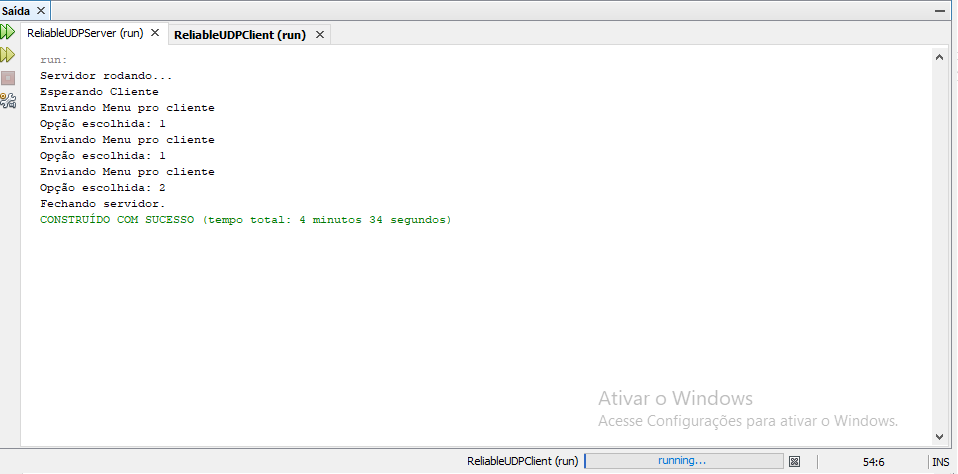 Saída
ReliableUDPServer (run)
ReliableUDPClient (run)
run:
Servidor rodando...
Esperando Cliente
Enviando Menu pro cliente
Opção escolhida: 1
Enviando Menu pro cliente
Opção escolhida: 1
Enviando Menu pro cliente
Opção escolhida: 2
Fechando servidor.
CONSTRUÍDO COM SUCESSO (tempo total: 4 minutos 34 segundos)
Ativar o Windows
Acesse Configurações para ativar o Windows.
ReliableUDPClient (run)
running...
54:6
INS